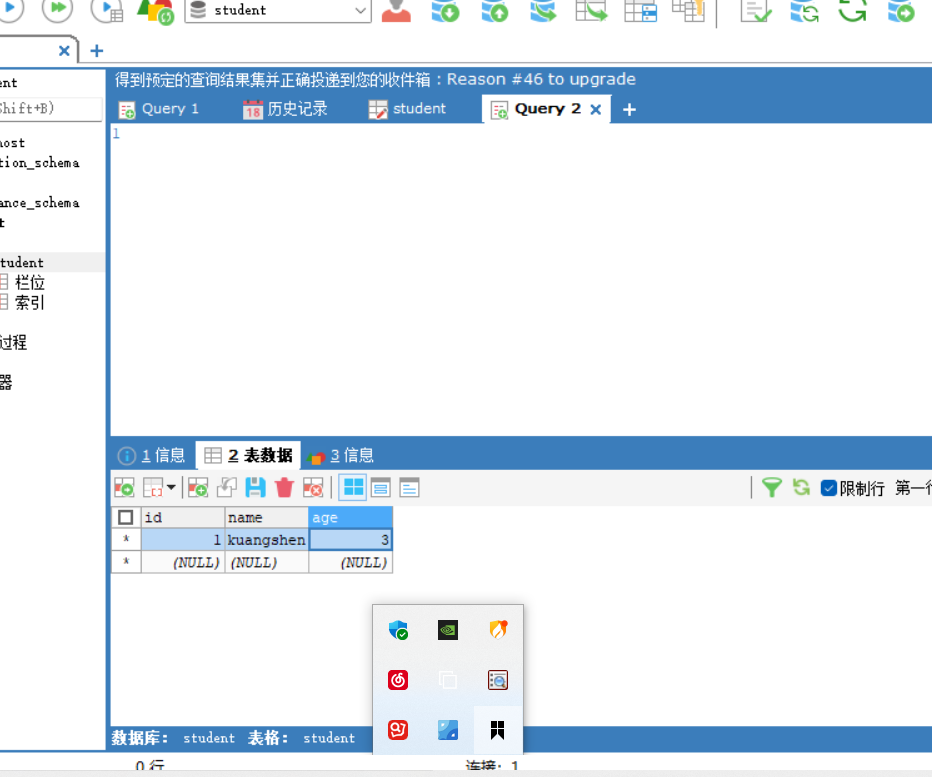 student
ent
得到预定的查询结果集并正确投递到您的收件箱：Reason #46 to upgrade
Shift+B)
Query 1
18
历史记录
student
Query 2
1
host
tion_schema
ance_schema
t
tudent
栏位
索引
过程
器
1 信息
2 表数据
3 信息
限制行
第一行
id
name
age
*
1
kuangshen
3
*
(NULL)
(NULL)
(NULL)
数据库： student 表格： student
0 行
连接： 1